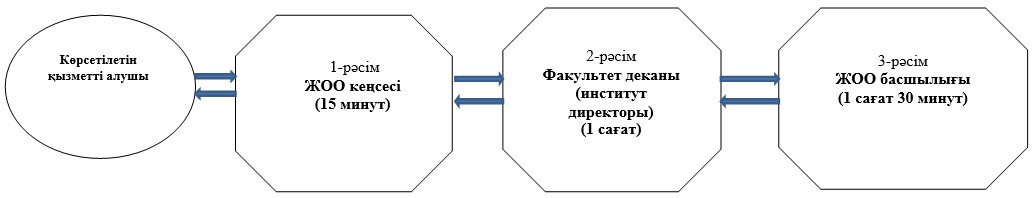 Көрсетілетін
қызметті алушы
1-рәсім
ЖОО кеңсесі
(15 минут)
2-рәсім
Факультет деканы
(институт
директоры)
(1 сағат)
3-рәсім
ЖОО басшылығы
(1 сағат 30 минут)